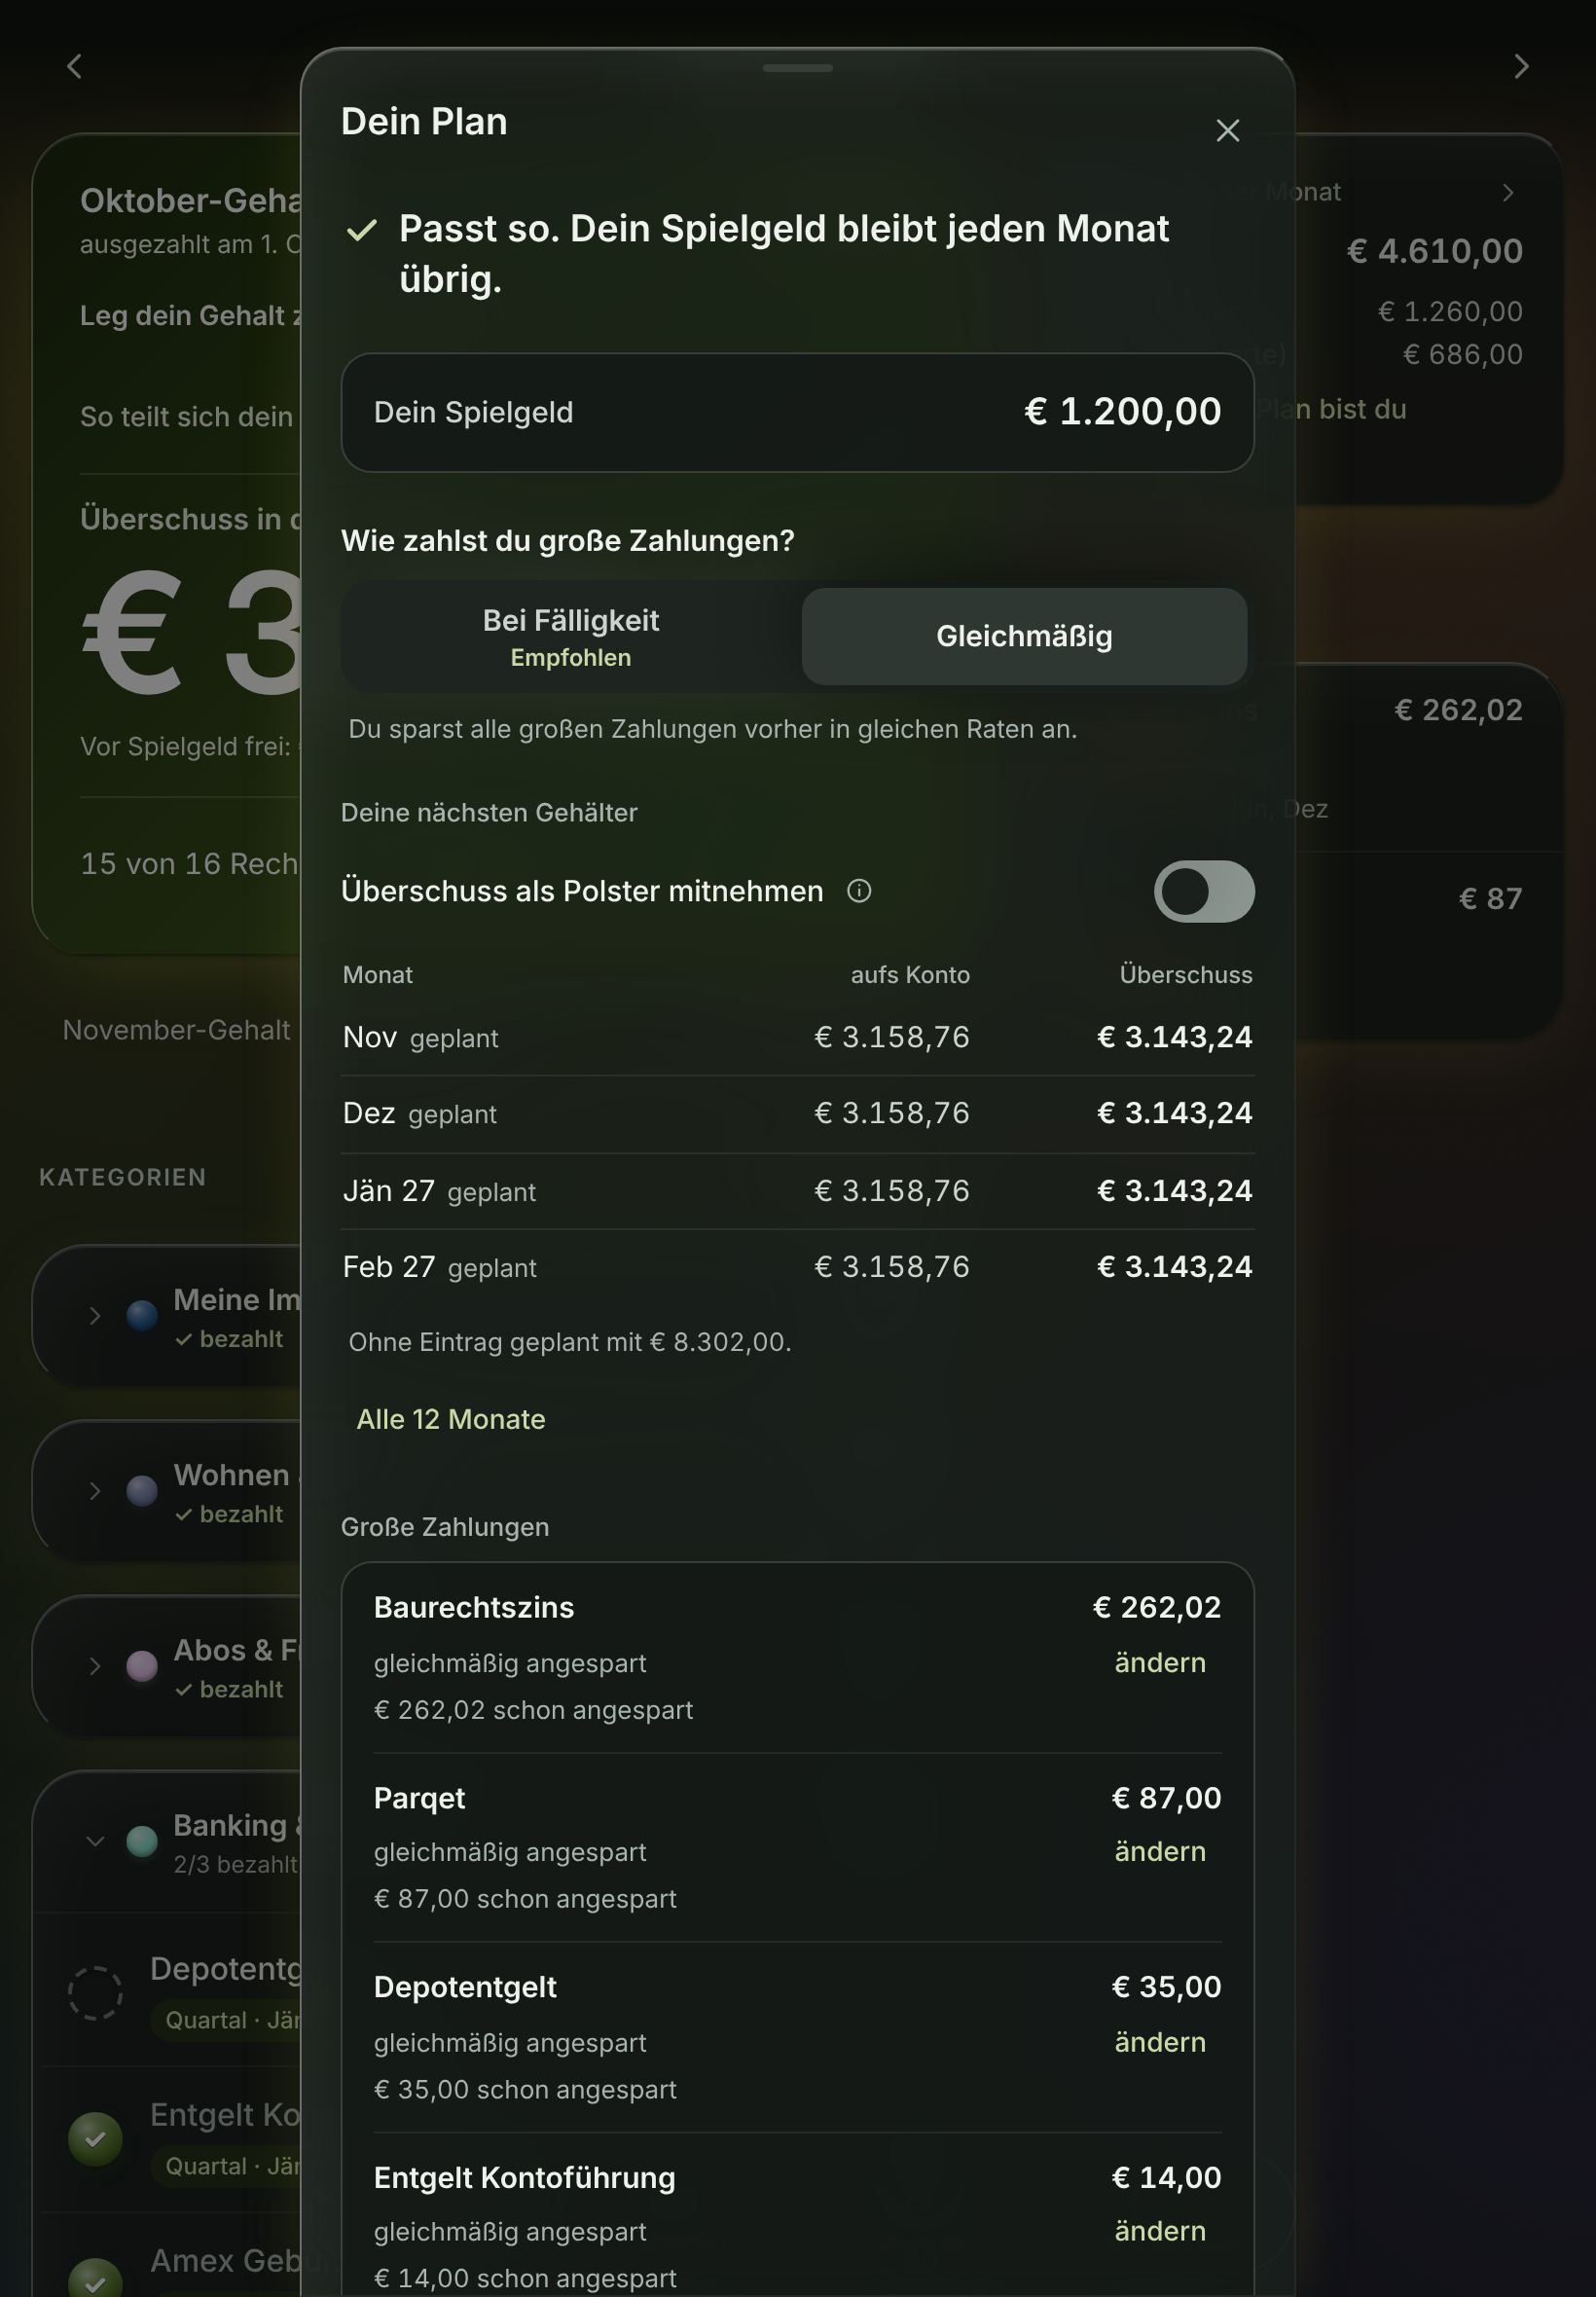 Dein Plan
Passt so. Dein Spielgeld bleibt jeden Monat
übrig.
Dein Spielgeld € 1.200,00
Wie zahlst du große Zahlungen?
Bei Fälligkeit
Empfohlen
Gleichmäßig
Du sparst alle großen Zahlungen vorher in gleichen Raten an.
Deine nächsten Gehälter
Überschuss als Polster mitnehmen
Monat aufs Konto Überschuss
Nov geplant € 3.158,76 € 3.143,24
Dez geplant € 3.158,76 € 3.143,24
Jän 27 geplant € 3.158,76 € 3.143,24
Feb 27 geplant € 3.158,76 € 3.143,24
Ohne Eintrag geplant mit € 8.302,00.
Alle 12 Monate
Große Zahlungen
Baurechtszins € 262,02
gleichmäßig angespart ändern
€ 262,02 schon angespart
Parqet € 87,00
gleichmäßig angespart ändern
€ 87,00 schon angespart
Depotentgelt € 35,00
gleichmäßig angespart ändern
€ 35,00 schon angespart
Entgelt Kontoführung € 14,00
gleichmäßig angespart ändern
€ 14,00 schon angespart
Oktober-Geha
ausgezahlt am 1.
Leg dein Gehalt
So teilt sich dein
Überschuss in
€ 3
Vor Spielgeld frei:
15 von 16 Rech
November-Gehalt
KATEGORIEN
Meine Im
bezahlt
Wohnen
bezahlt
Abos & F
bezahlt
Banking &
2/3 bezahlt
Depotentg
Quartal · Jän
Entgelt Ko
Quartal · Jän
Amex Geb
Monat
€ 4.610,00
€ 1.260,00
€ 686,00
Plan bist du
€ 262,02
Dez
€ 87